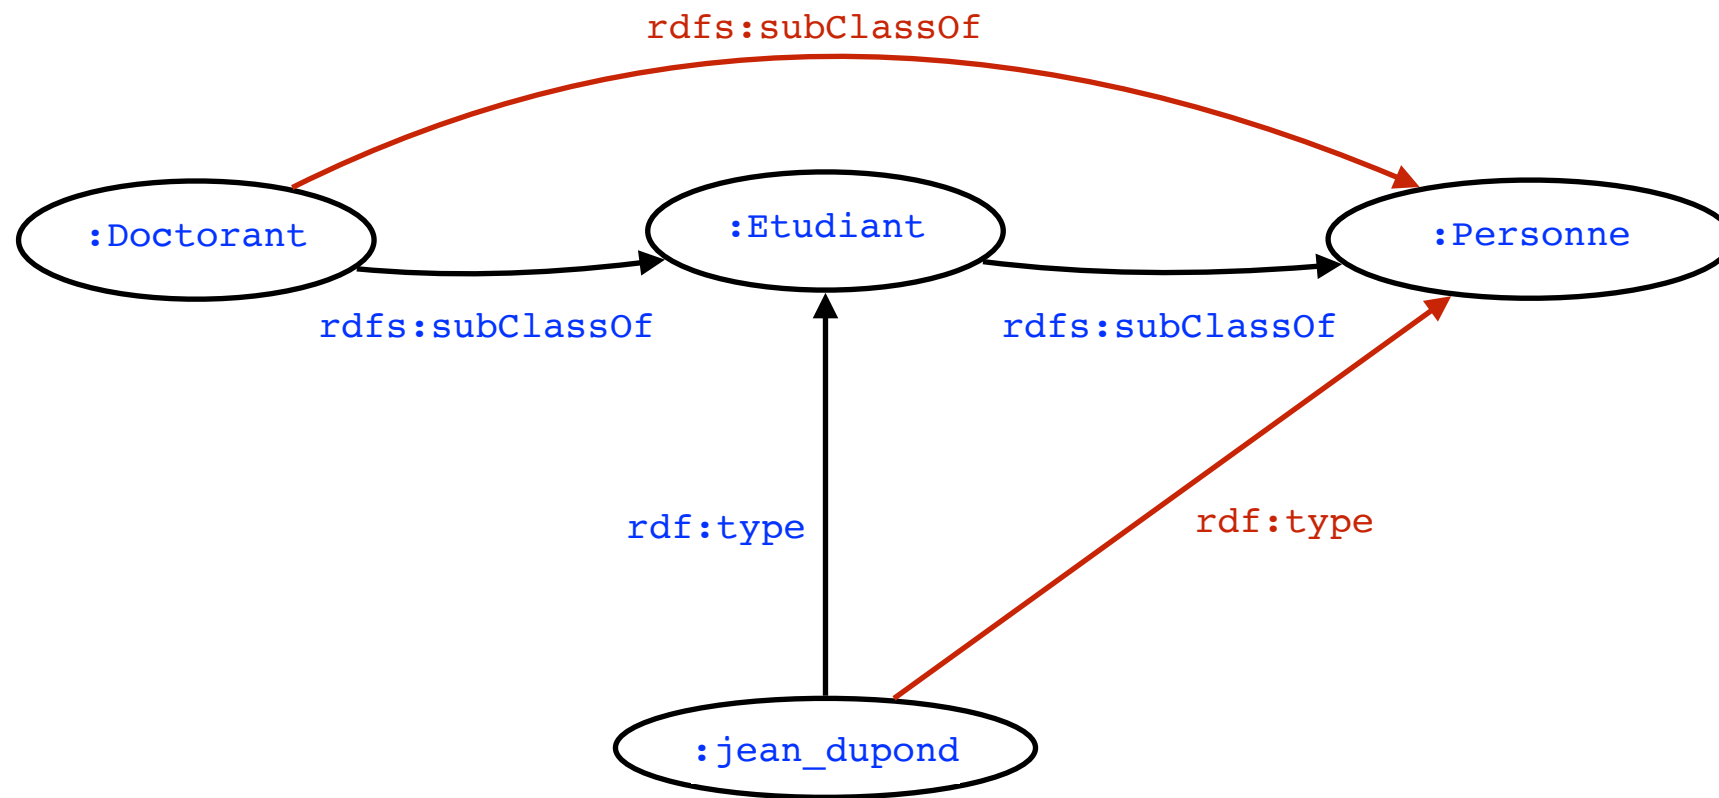 rdfs:subClassOf
:Doctorant
:Etudiant
:Personne
rdfs:subClassOf
rdfs:subClassOf
rdf:type
rdf:type
:jean_dupond